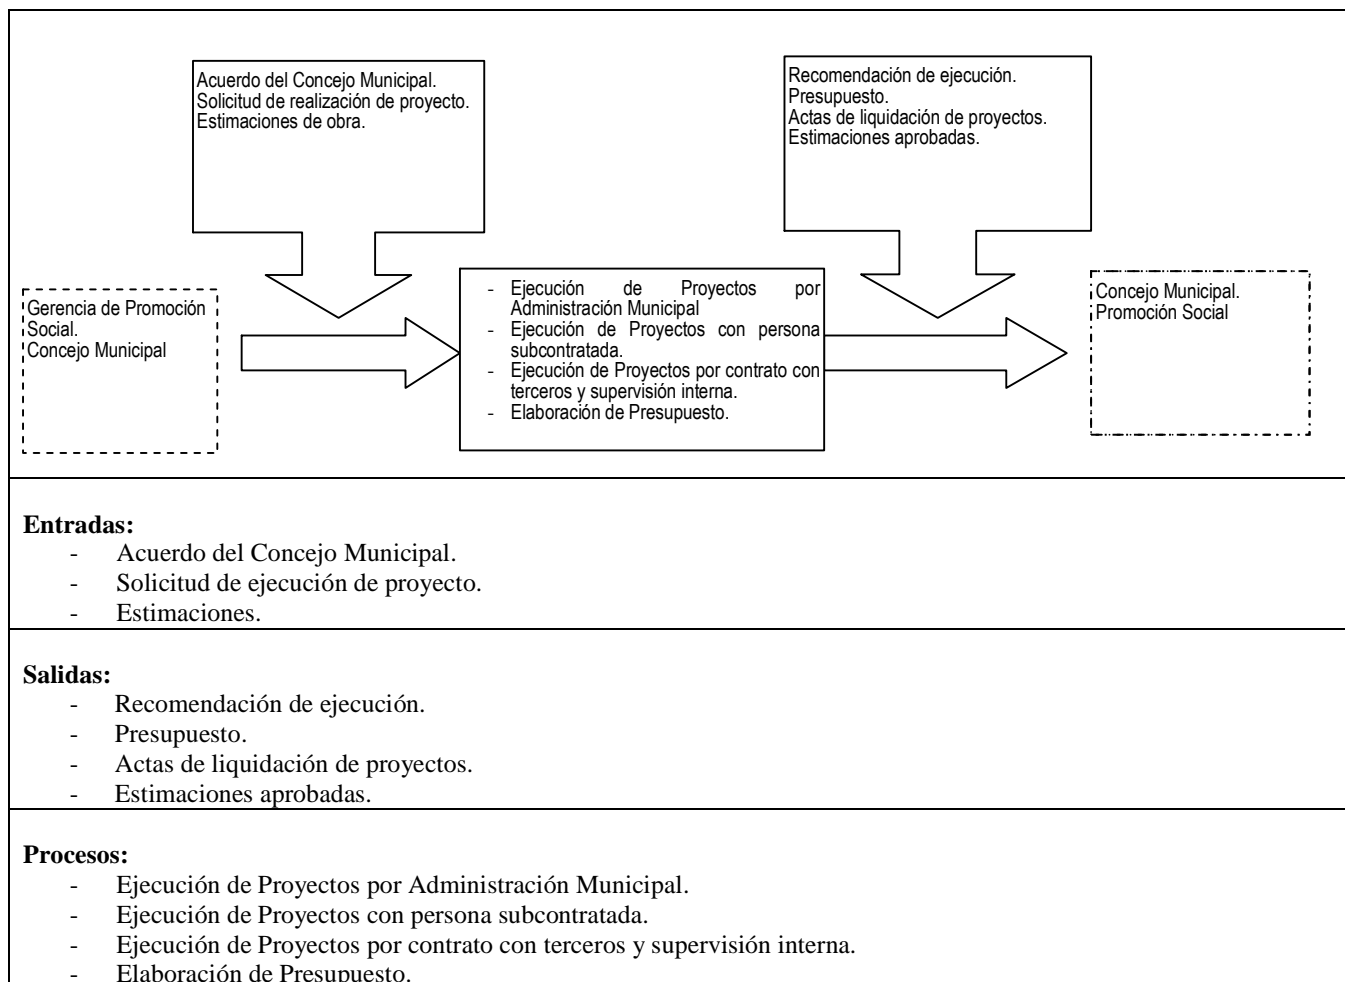 Acuerdo del Concejo Municipal.
Solicitud de realización de proyecto.
Estimaciones de obra.
Recomendación de ejecución.
Presupuesto.
Actas de liquidación de proyectos.
Estimaciones aprobadas.
Gerencia de Promoción
Social.
Concejo Municipal
- Ejecución de Proyectos por
Administración Municipal
- Ejecución de Proyectos con persona
subcontratada.
- Ejecución de Proyectos por contrato con
terceros y supervisión interna.
- Elaboración de Presupuesto.
Concejo Municipal.
Promoción Social
Entradas:
- Acuerdo del Concejo Municipal.
- Solicitud de ejecución de proyecto.
- Estimaciones.
Salidas:
- Recomendación de ejecución.
- Presupuesto.
- Actas de liquidación de proyectos.
- Estimaciones aprobadas.
Procesos:
- Ejecución de Proyectos por Administración Municipal.
- Ejecución de Proyectos con persona subcontratada.
- Ejecución de Proyectos por contrato con terceros y supervisión interna.
- Elaboración de Presupuesto.